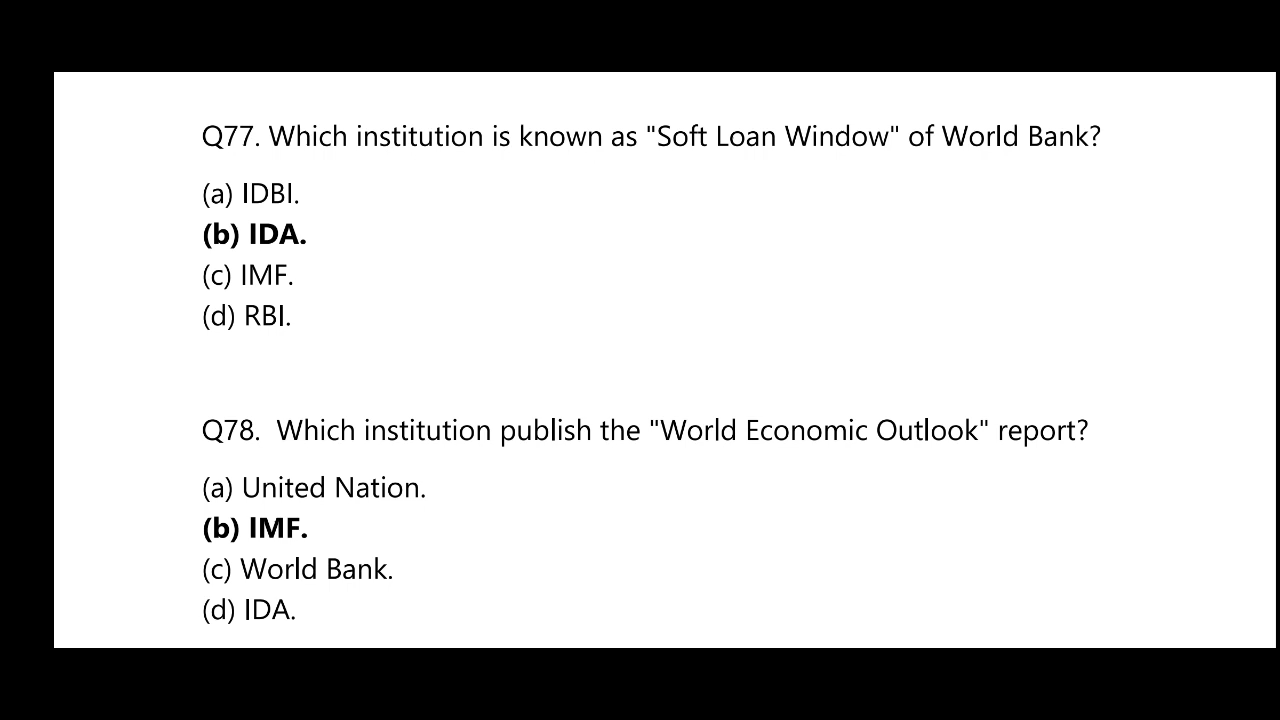 Q77. Which institution is known as "Soft Loan Window" of World Bank?
(a) IDBI.
(b) IDA.
(c) IMF.
(d) RBI.
Q78.  Which institution publish the "World Economic Outlook" report?
(a) United Nation.
(b) IMF.
(c) World Bank.
(d) IDA.